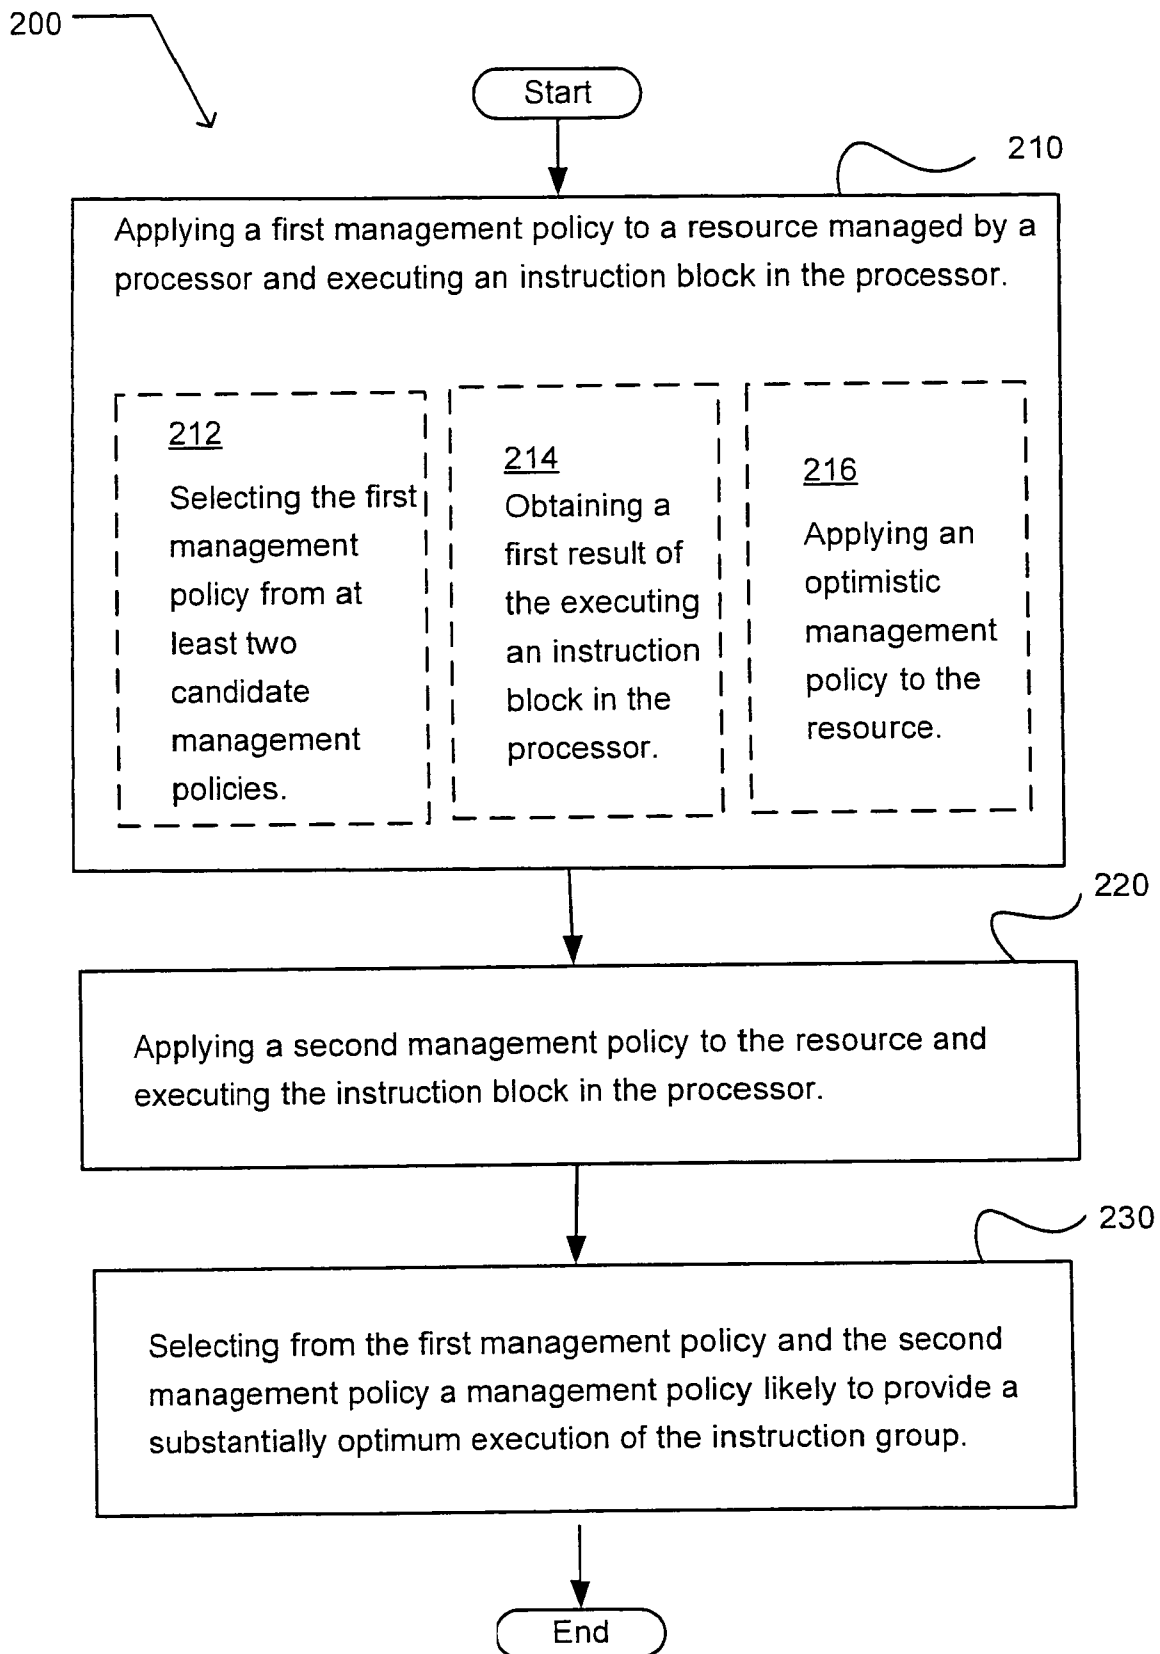 200
Start
210
Applying a first management policy to a resource managed by a
processor and executing an instruction block in the processor.
212
Selecting the first
management
policy from at
least two
candidate
management
policies.
214
Obtaining a
first result of
the executing
an instruction
block in the
processor.
216
Applying an
optimistic
management
policy to the
resource.
220
Applying a second management policy to the resource and
executing the instruction block in the processor.
230
Selecting from the first management policy and the second
management policy a management policy likely to provide a
substantially optimum execution of the instruction group.
End